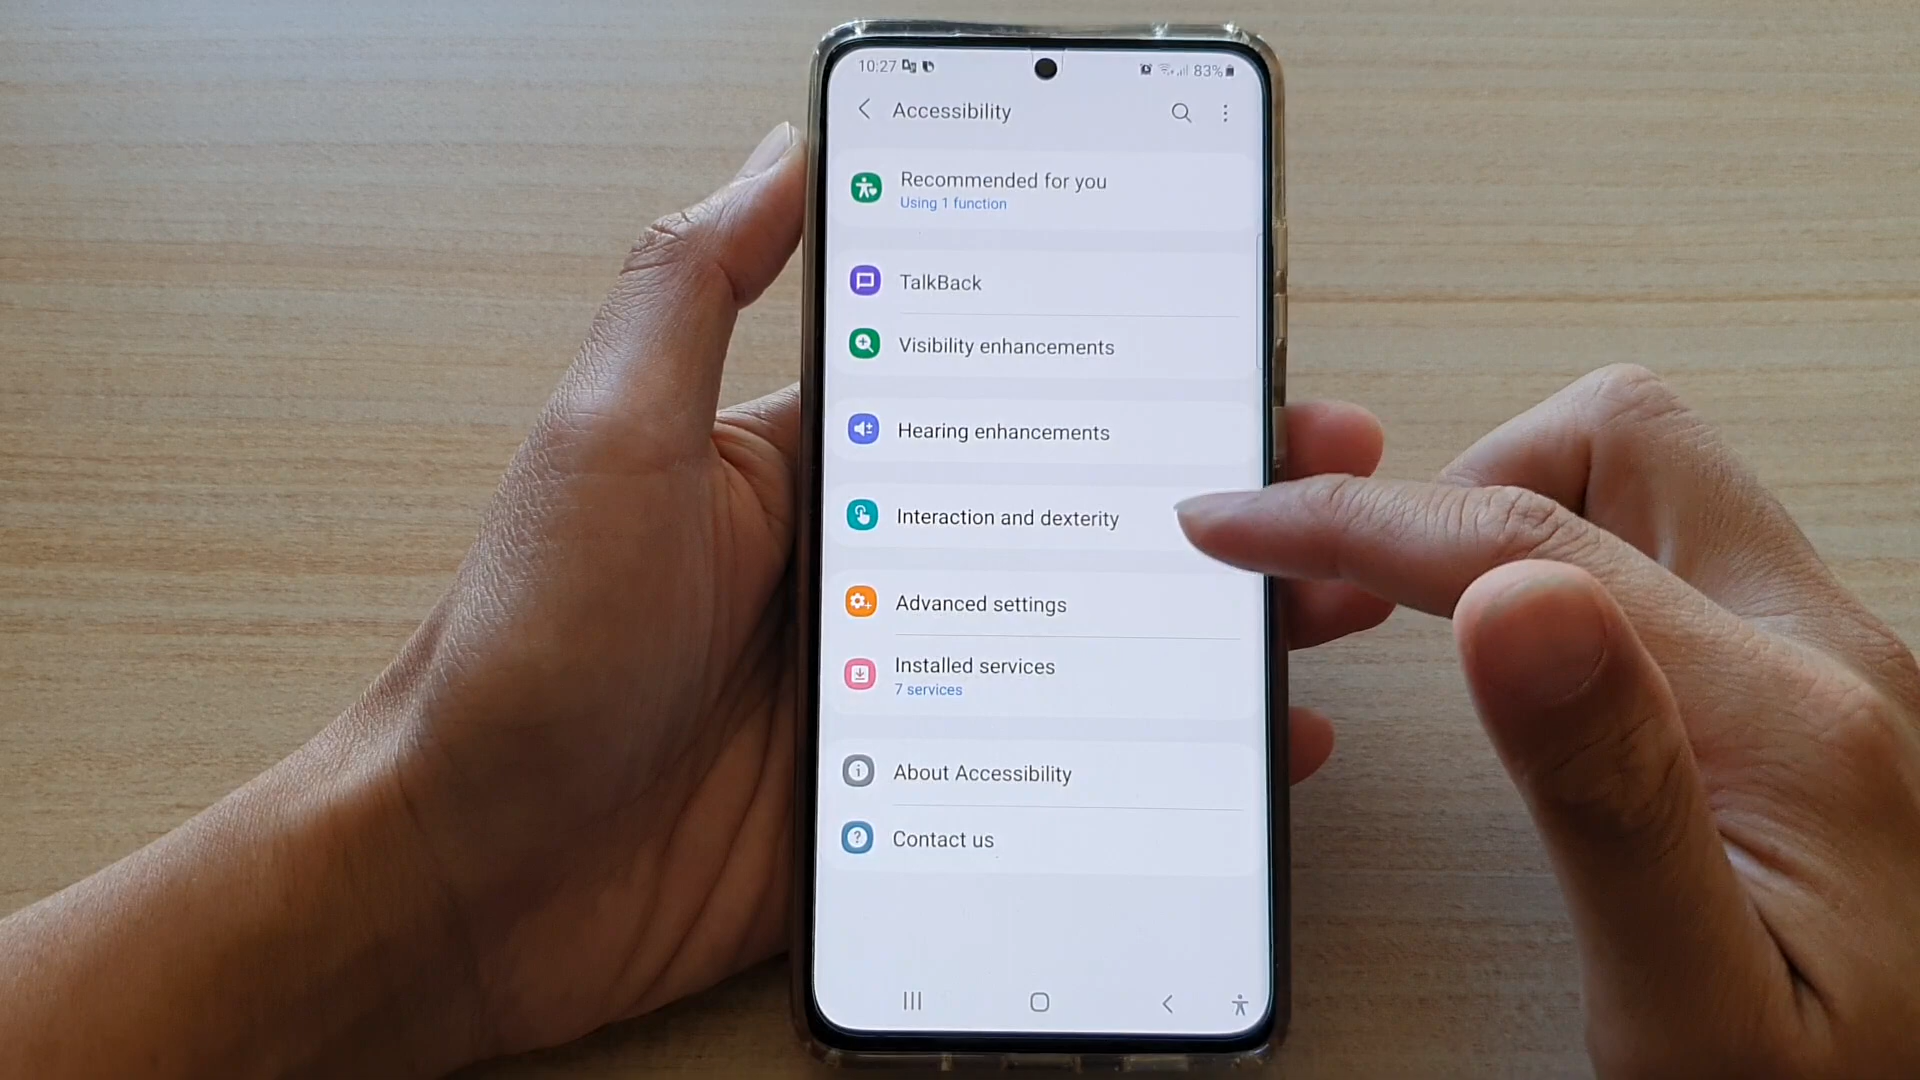 10:27
83%
Accessibility
Recommended for you
Using 1 function
TalkBack
Visibility enhancements
Hearing enhancements
Interaction and dexterity
Advanced settings
Installed services
7 services
About Accessibility
Contact us